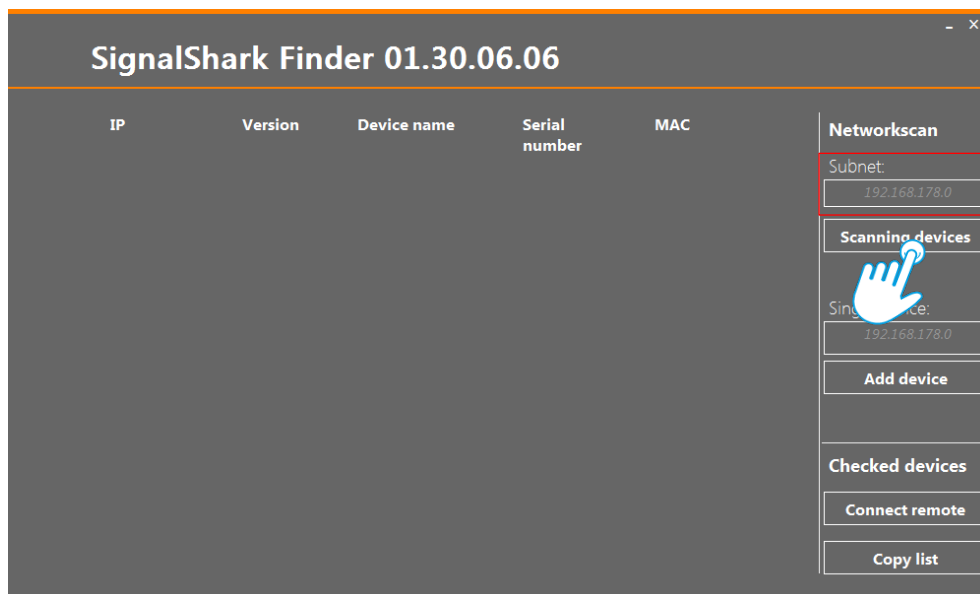 SignalShark Finder 01.30.06.06
IP Version Device name Serial number MAC
Networkscan
Subnet:
192.168.178.0
Scanning devices
192.168.178.0
Add device
Checked devices
Connect remote
Copy list